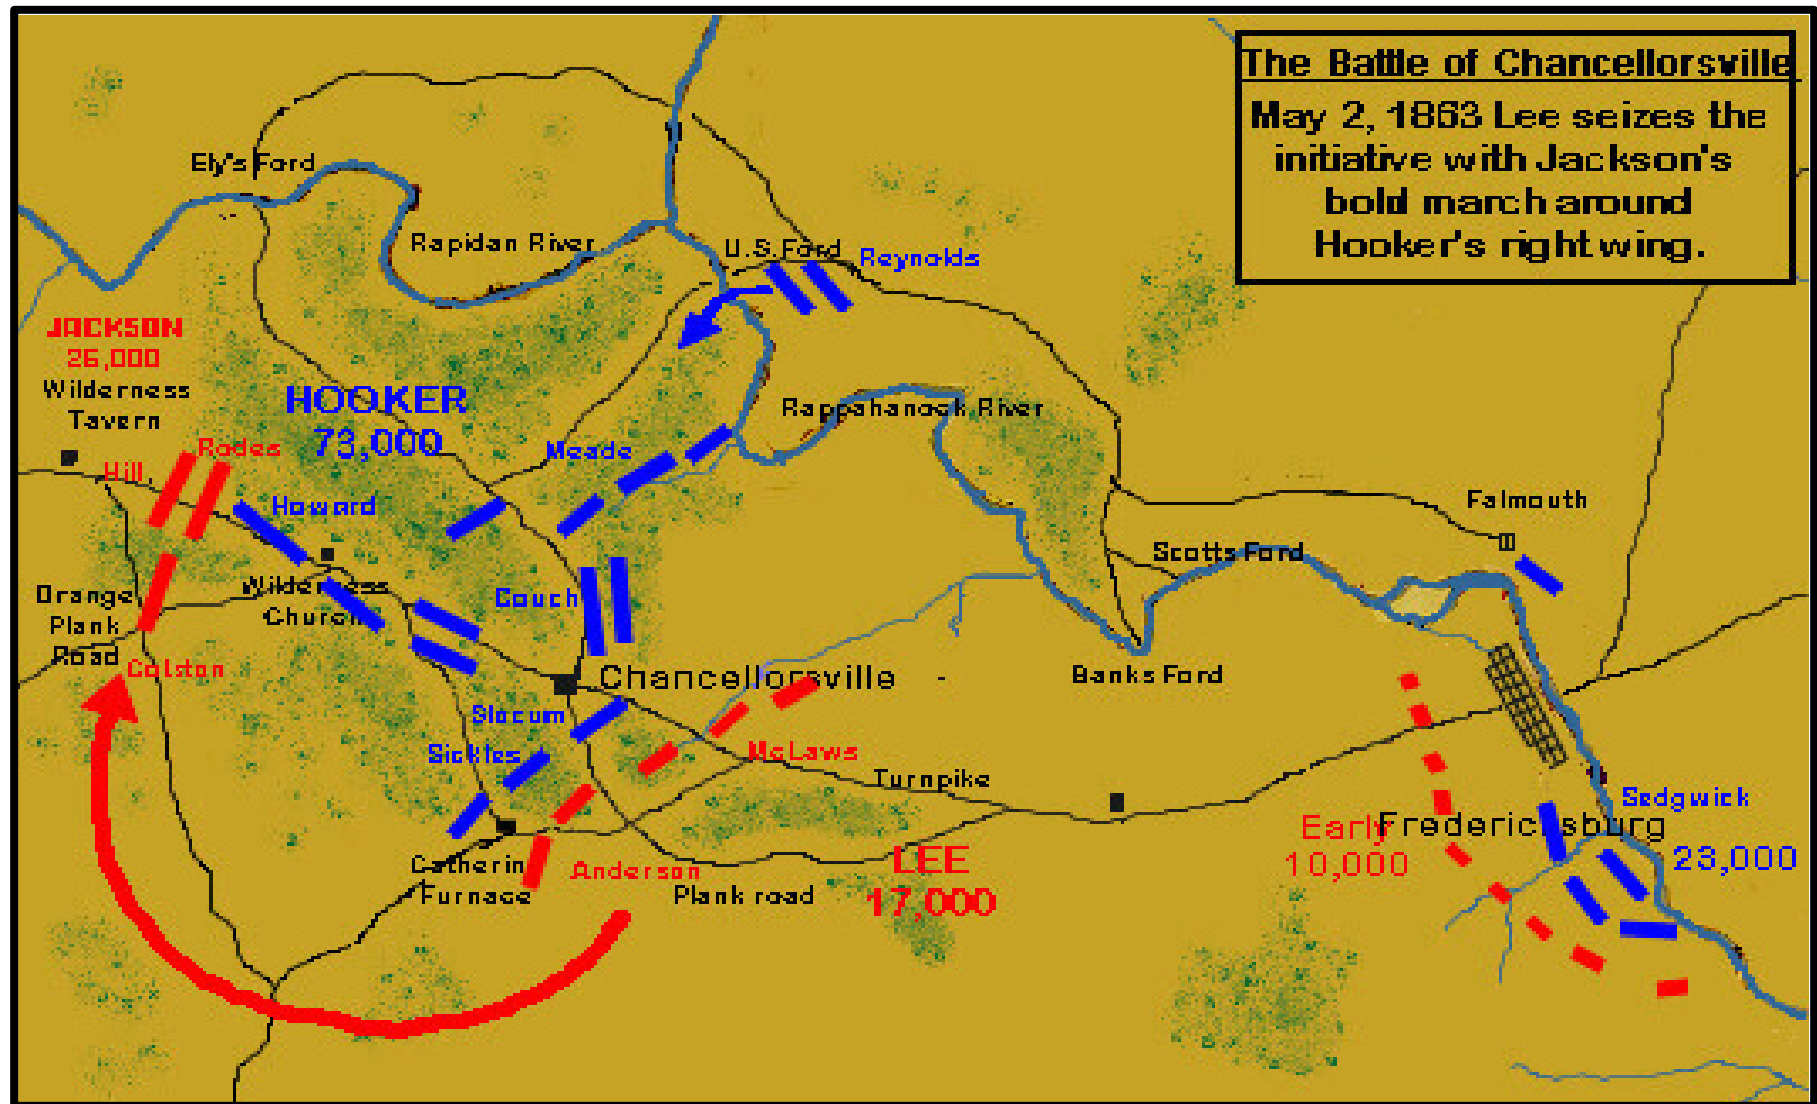 The Battle of Chancellorsville
May 2, 1863 Lee seizes the
initiative with Jackson's
bold march around
Hooker's right wing.
Ely's Ford
Rapidan River
U.S. Ford
Reynolds
JACKSON
26,000
Wilderness
Tavern
HOOKER
73,000
Rappahanock River
Rodes
Hill
Meade
Howard
Falmouth
Scotts Ford
Wilderness
Church
Couch
Orange
Plank
Road
Colston
Chancellorsville
Banks Ford
Slocum
Sickles
McLaws
Turnpike
Sedgwick
23,000
Early
10,000
Fredericksburg
Catherin
Furnace
Anderson
LEE
17,000
Plank road